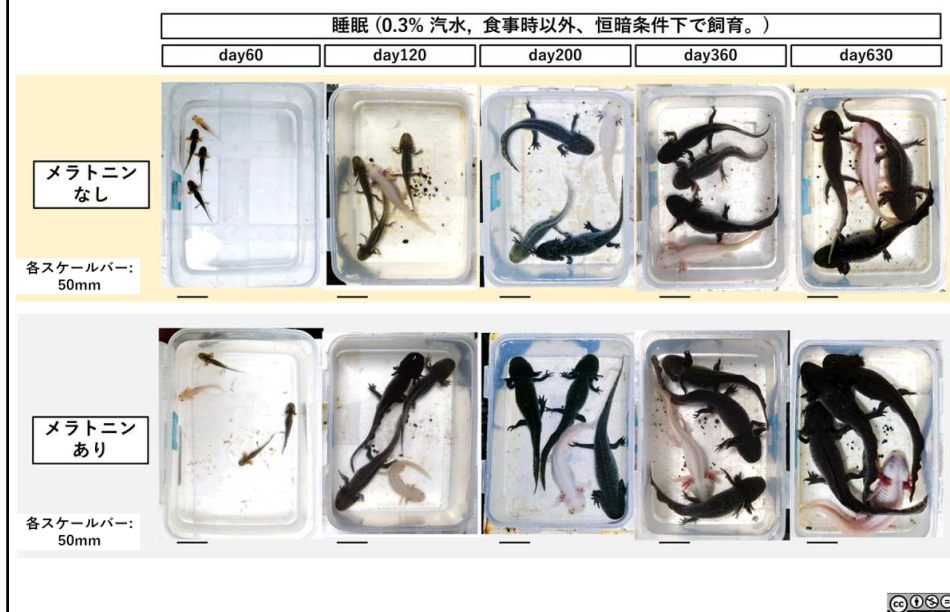 睡眠 (0.3% 汽水, 食事時以外、恒暗条件下で飼育。)
day60
day120
day200
day360
day630
メラトニン
なし
各スケールバー:
50mm
メラトニン
あり
各スケールバー:
50mm
cc